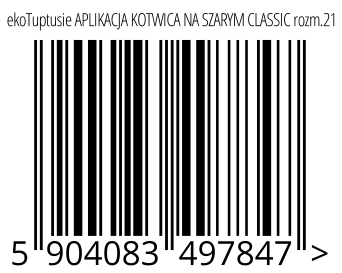 ekoTuptusie APLIKACJA KOTWICA NA SZARYM CLASSIC rozm.21
5 904083 497847 >